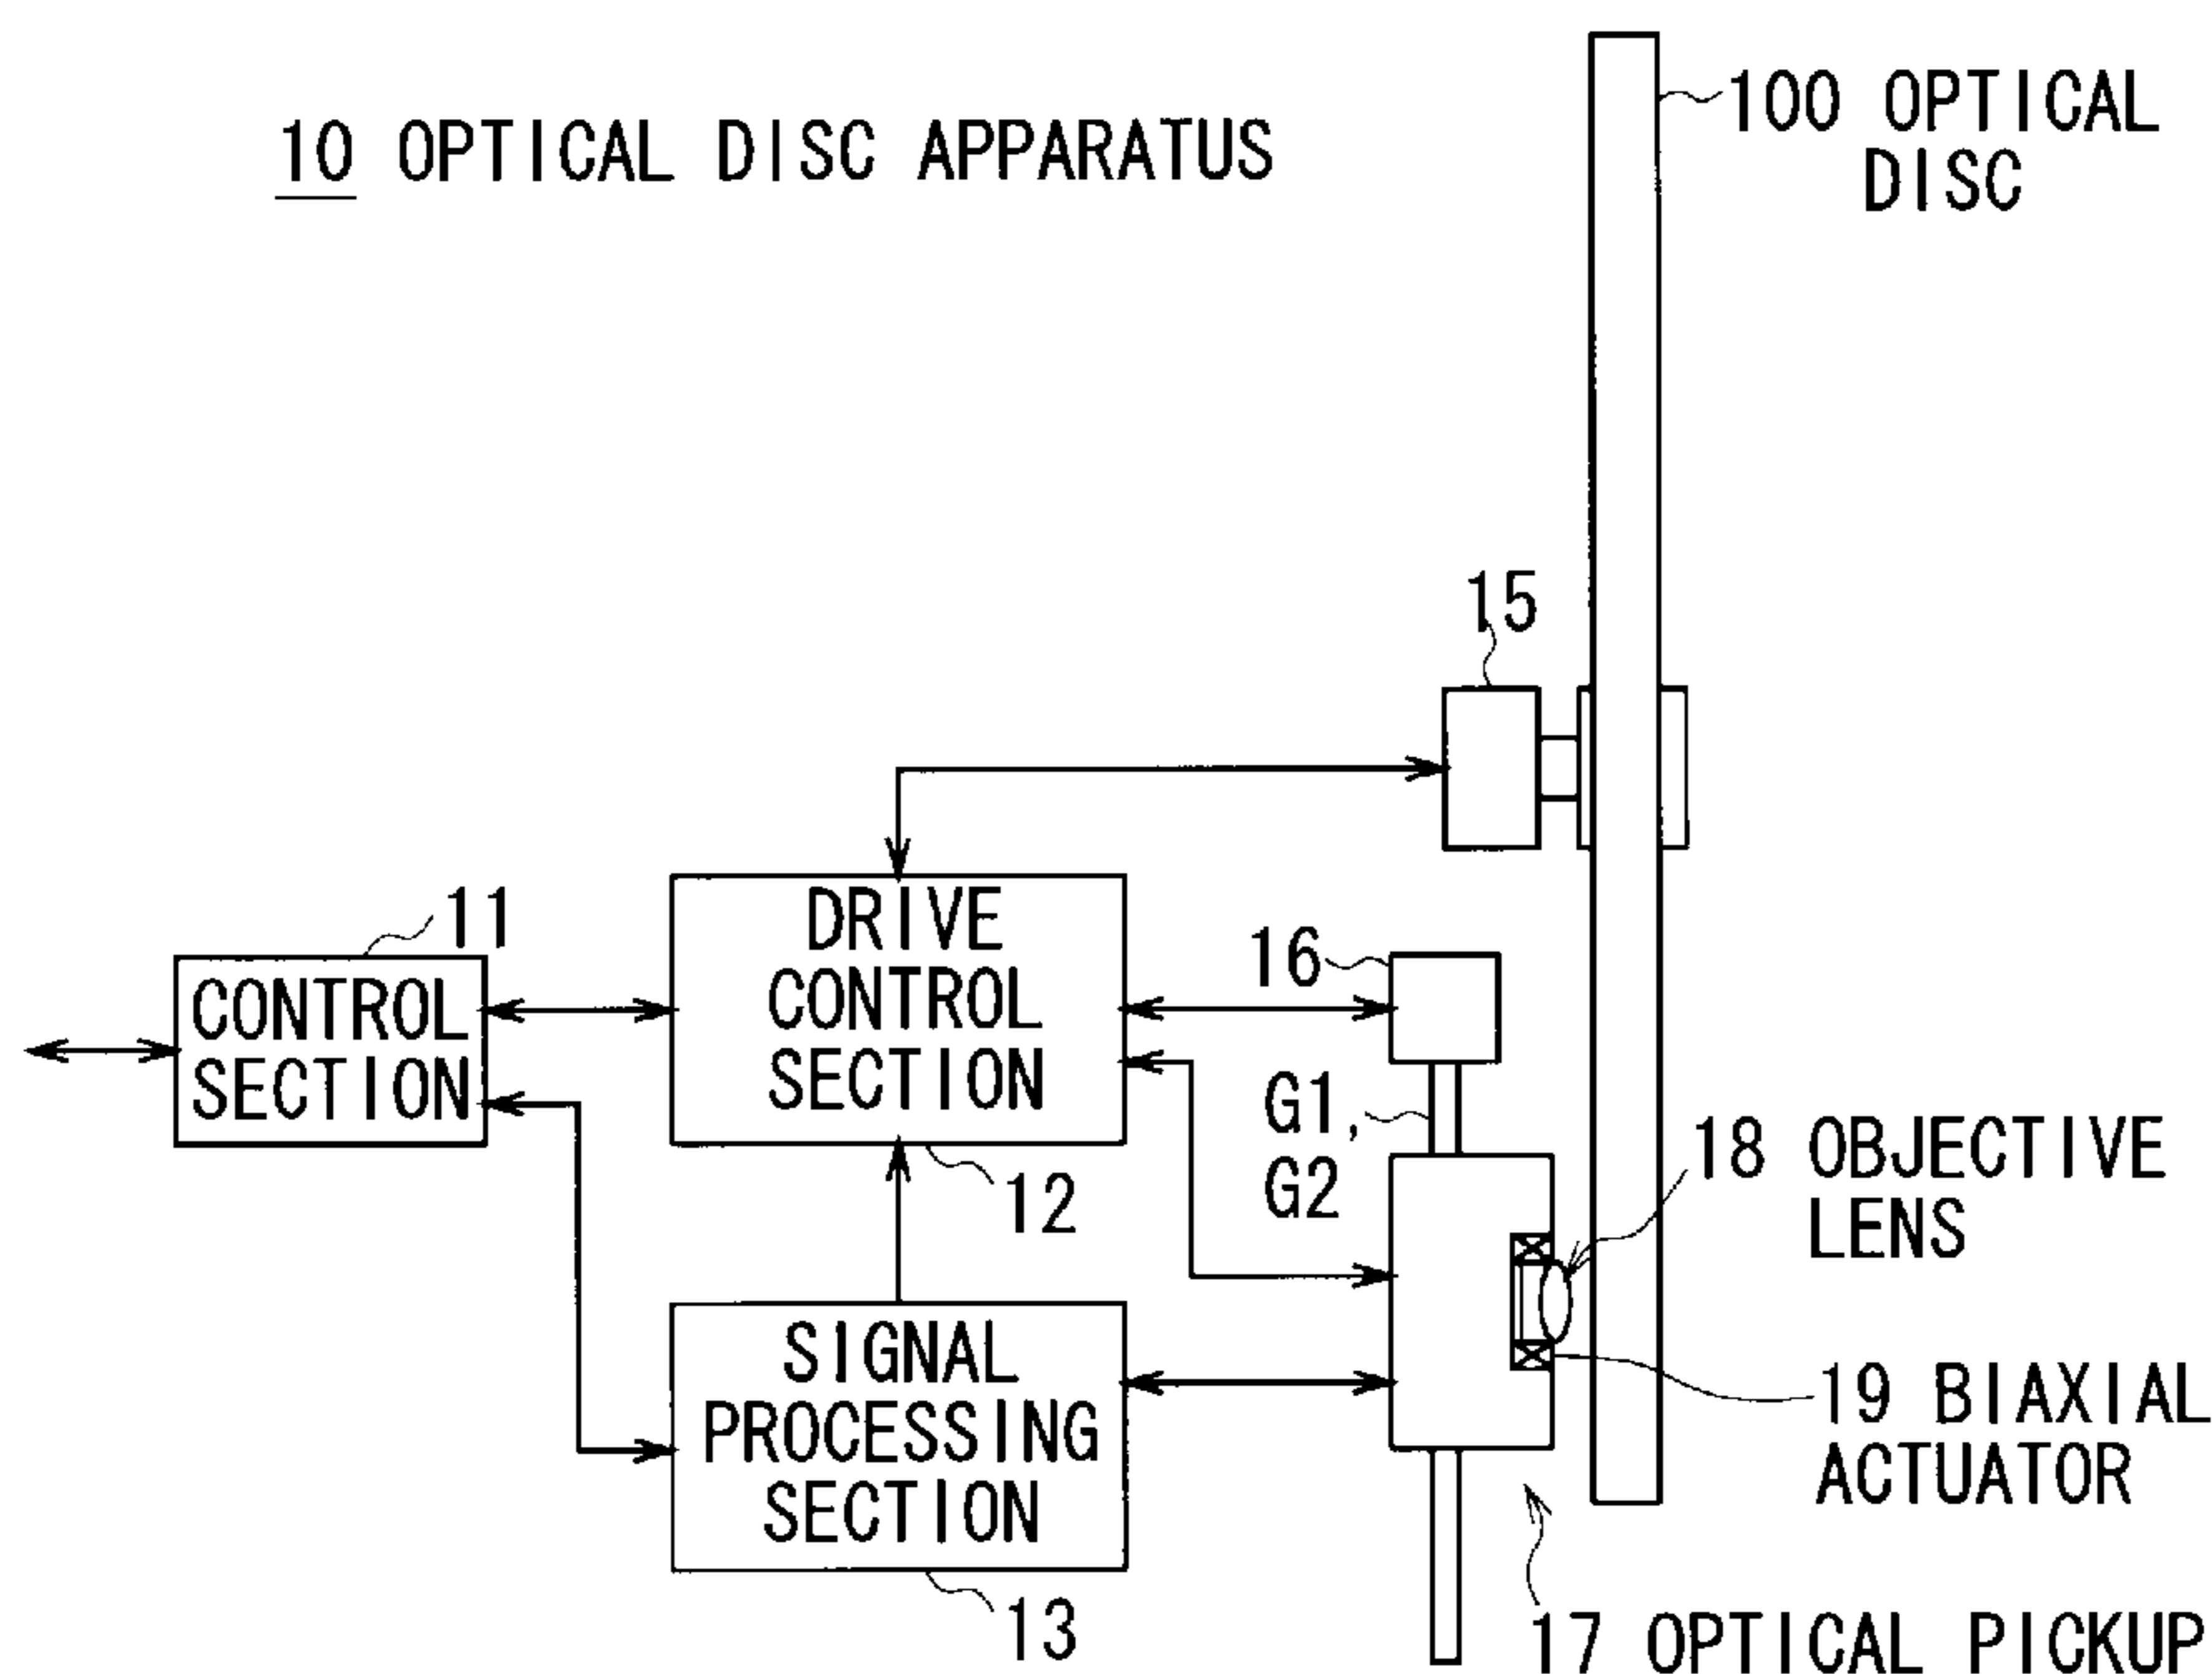 10 OPTICAL DISC APPARATUS
100 OPTICAL
DISC
15
11
CONTROL
SECTION
DRIVE
CONTROL
SECTION
12
16
G1,
G2
18 OBJECTIVE
LENS
SIGNAL
PROCESSING
SECTION
13
19 BIAXIAL
ACTUATOR
17 OPTICAL PICKUP